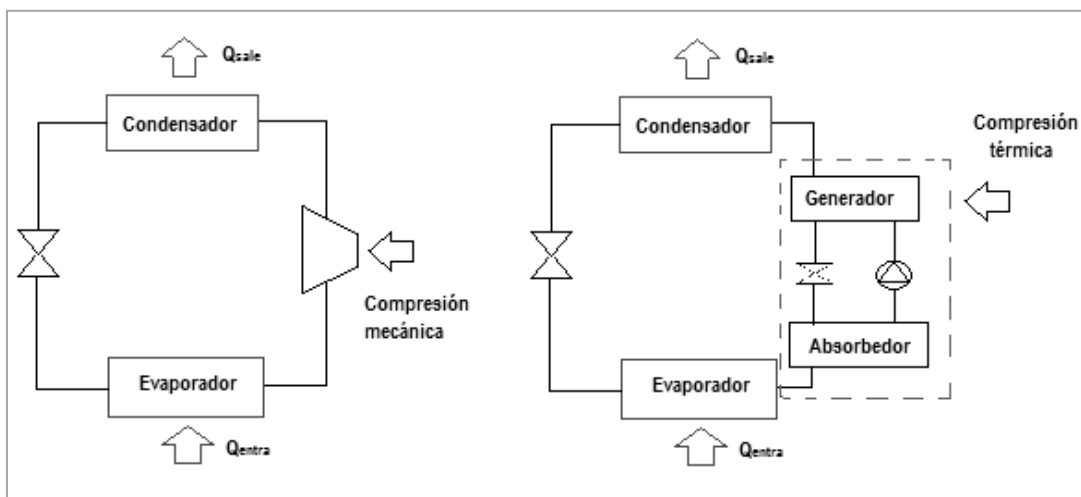 Qsale
Condensador
Compresión
mecánica
Evaporador
Qentra
Qsale
Condensador
Compresión
térmica
Generador
Absorbedor
Evaporador
Qentra